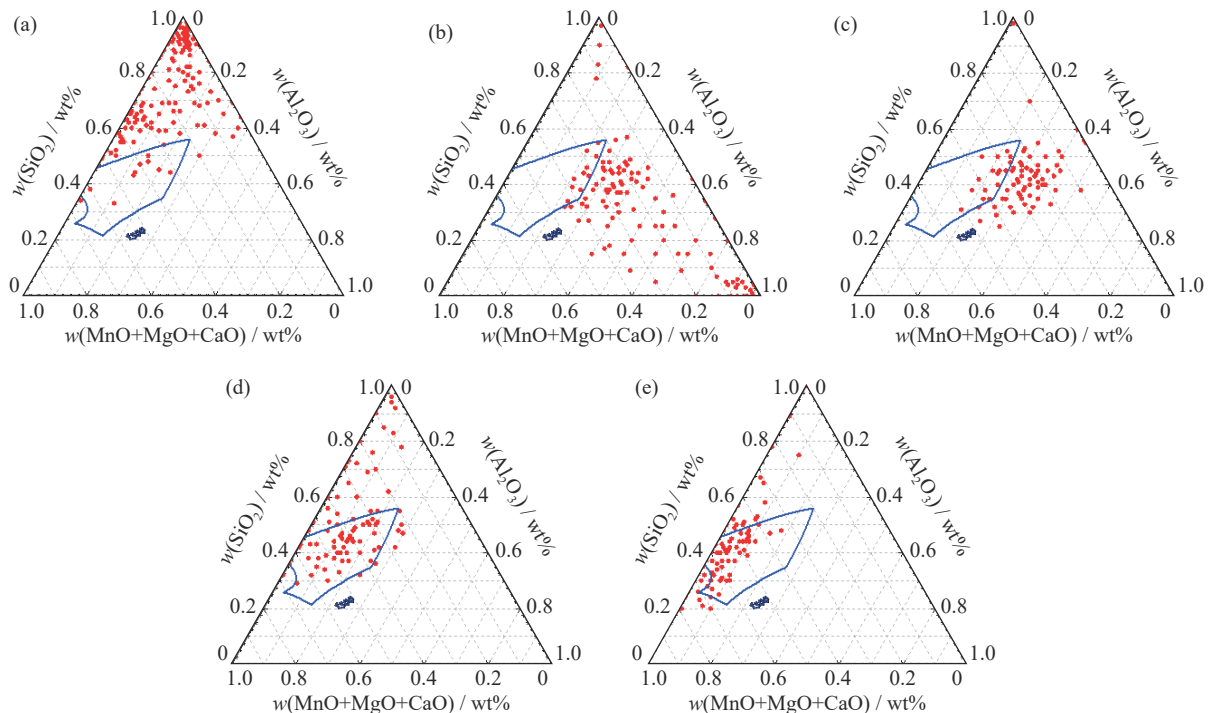 (a)
1.0 0
0.8 0.2
w(SiO₂) / wt%
w(Al₂O₃) / wt%
0.6 0.4
0.4 0.6
0.2 0.8
0 1.0
1.0 0.8 0.6 0.4 0.2 0
w(MnO+MgO+CaO) / wt%
(b)
1.0 0
0.8 0.2
w(SiO₂) / wt%
w(Al₂O₃) / wt%
0.6 0.4
0.4 0.6
0.2 0.8
0 1.0
1.0 0.8 0.6 0.4 0.2 0
w(MnO+MgO+CaO) / wt%
(c)
1.0 0
0.8 0.2
w(SiO₂) / wt%
w(Al₂O₃) / wt%
0.6 0.4
0.4 0.6
0.2 0.8
0 1.0
1.0 0.8 0.6 0.4 0.2 0
w(MnO+MgO+CaO) / wt%
(d)
1.0 0
0.8 0.2
w(SiO₂) / wt%
w(Al₂O₃) / wt%
0.6 0.4
0.4 0.6
0.2 0.8
0 1.0
1.0 0.8 0.6 0.4 0.2 0
w(MnO+MgO+CaO) / wt%
(e)
1.0 0
0.8 0.2
w(SiO₂) / wt%
w(Al₂O₃) / wt%
0.6 0.4
0.4 0.6
0.2 0.8
0 1.0
1.0 0.8 0.6 0.4 0.2 0
w(MnO+MgO+CaO) / wt%